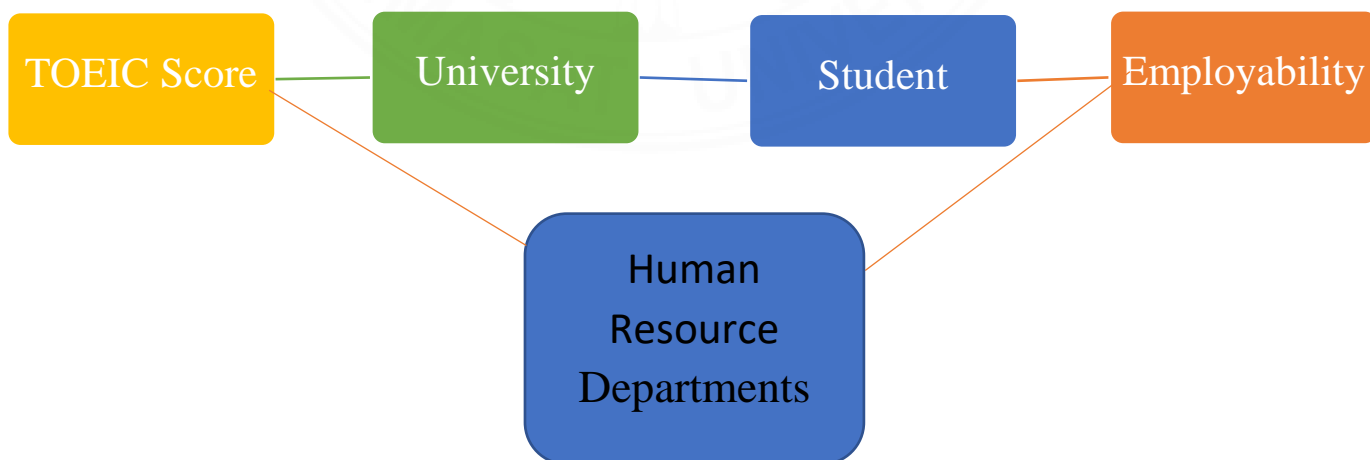 TOEIC Score
University
Student
Employability
Human
Resource
Departments